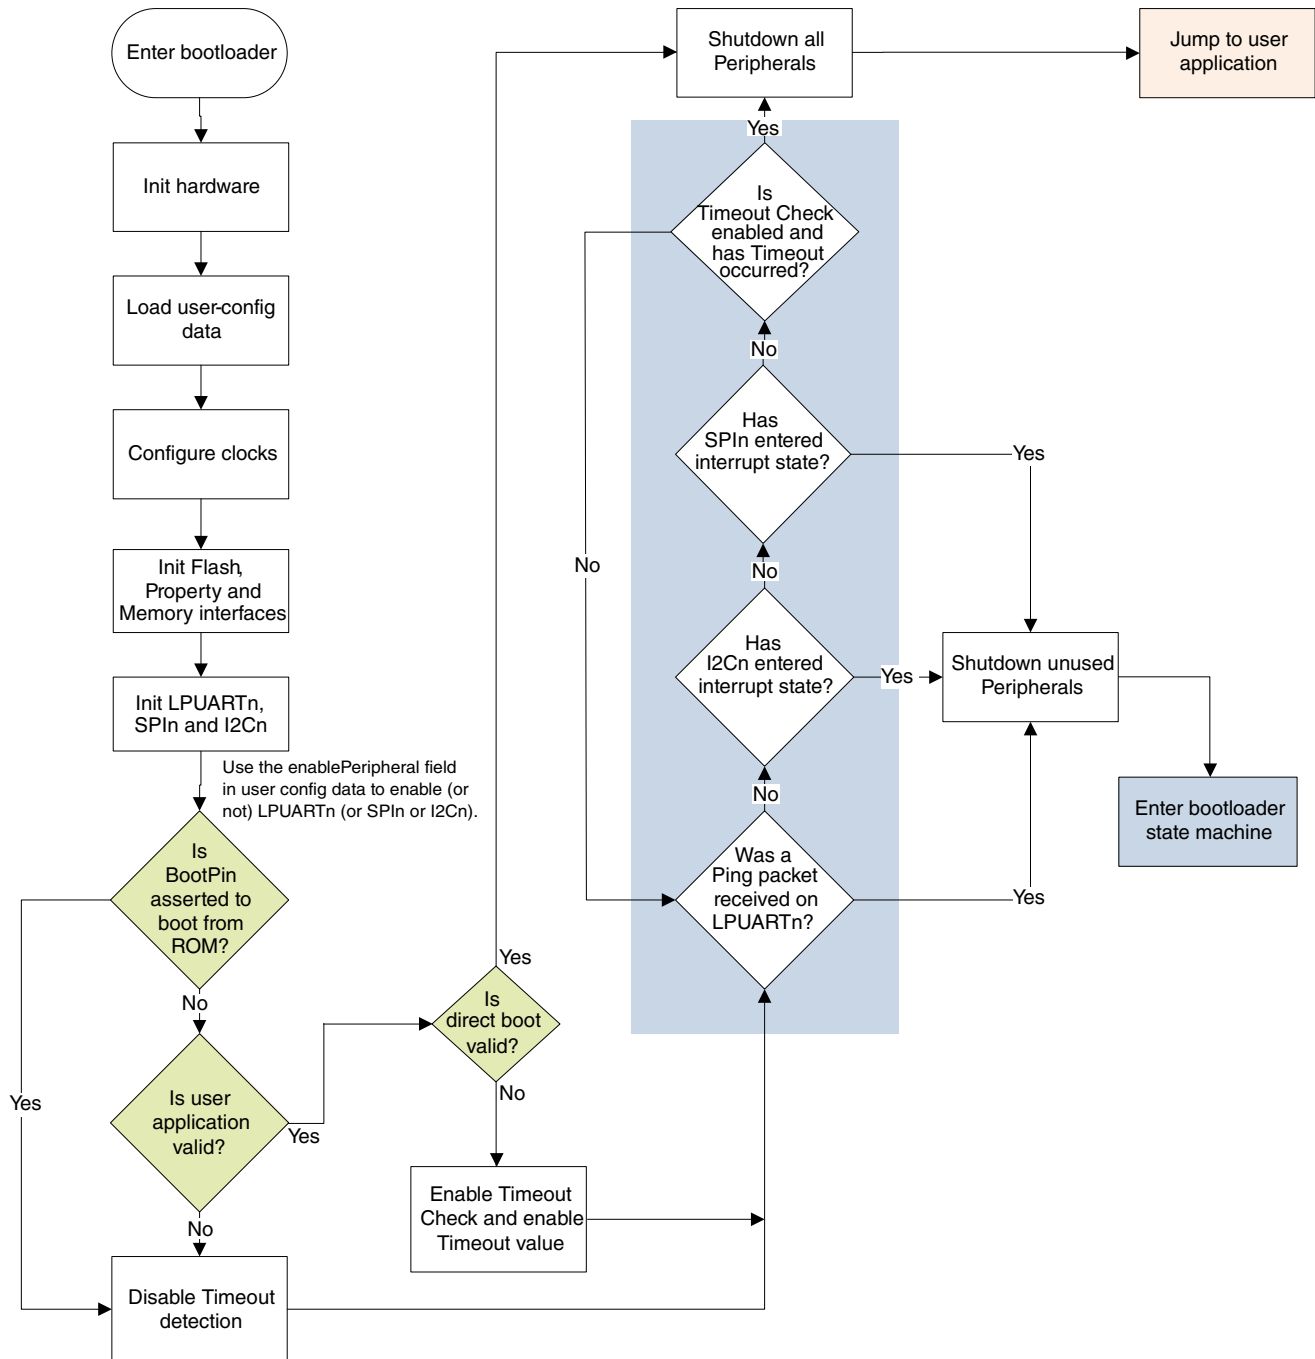 Enter bootloader
Init hardware
Load user-config
data
Configure clocks
Init Flash,
Property and
Memory interfaces
Init LPUARTn,
SPIn and I2Cn
Use the enablePeripheral field
in user config data to enable (or
not) LPUARTn (or SPIn or I2Cn).
Is
BootPin
asserted to
boot from
ROM?
No
Yes
Is user
application
valid?
Yes
No
Disable Timeout
detection
Yes
Is
direct boot
valid?
No
Enable Timeout
Check and enable
Timeout value
Shutdown all
Peripherals
Jump to user
application
Yes
Is
Timeout Check
enabled and
has Timeout
occurred?
No
No
Has
SPIn entered
interrupt state?
Yes
No
Has
I2Cn entered
interrupt state?
Yes
Shutdown unused
Peripherals
No
Was a
Ping packet
received on
LPUARTn?
Yes
Enter bootloader
state machine